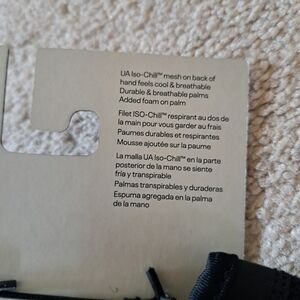 UA Iso-Chill™ mesh on back of
hand feels cool & breathable
Durable & breathable palms
Added foam on palm
Filet ISO-Chill™ respirant au dos de
la main pour vous garder au frais
Paumes durables et respirantes
Mousse ajoutée sur la paume
La malla UA Iso-Chill™ en la parte
posterior de la mano se siente
fría y transpirable
Palmas transpirables y duraderas
Espuma agregada en la palma
de la mano